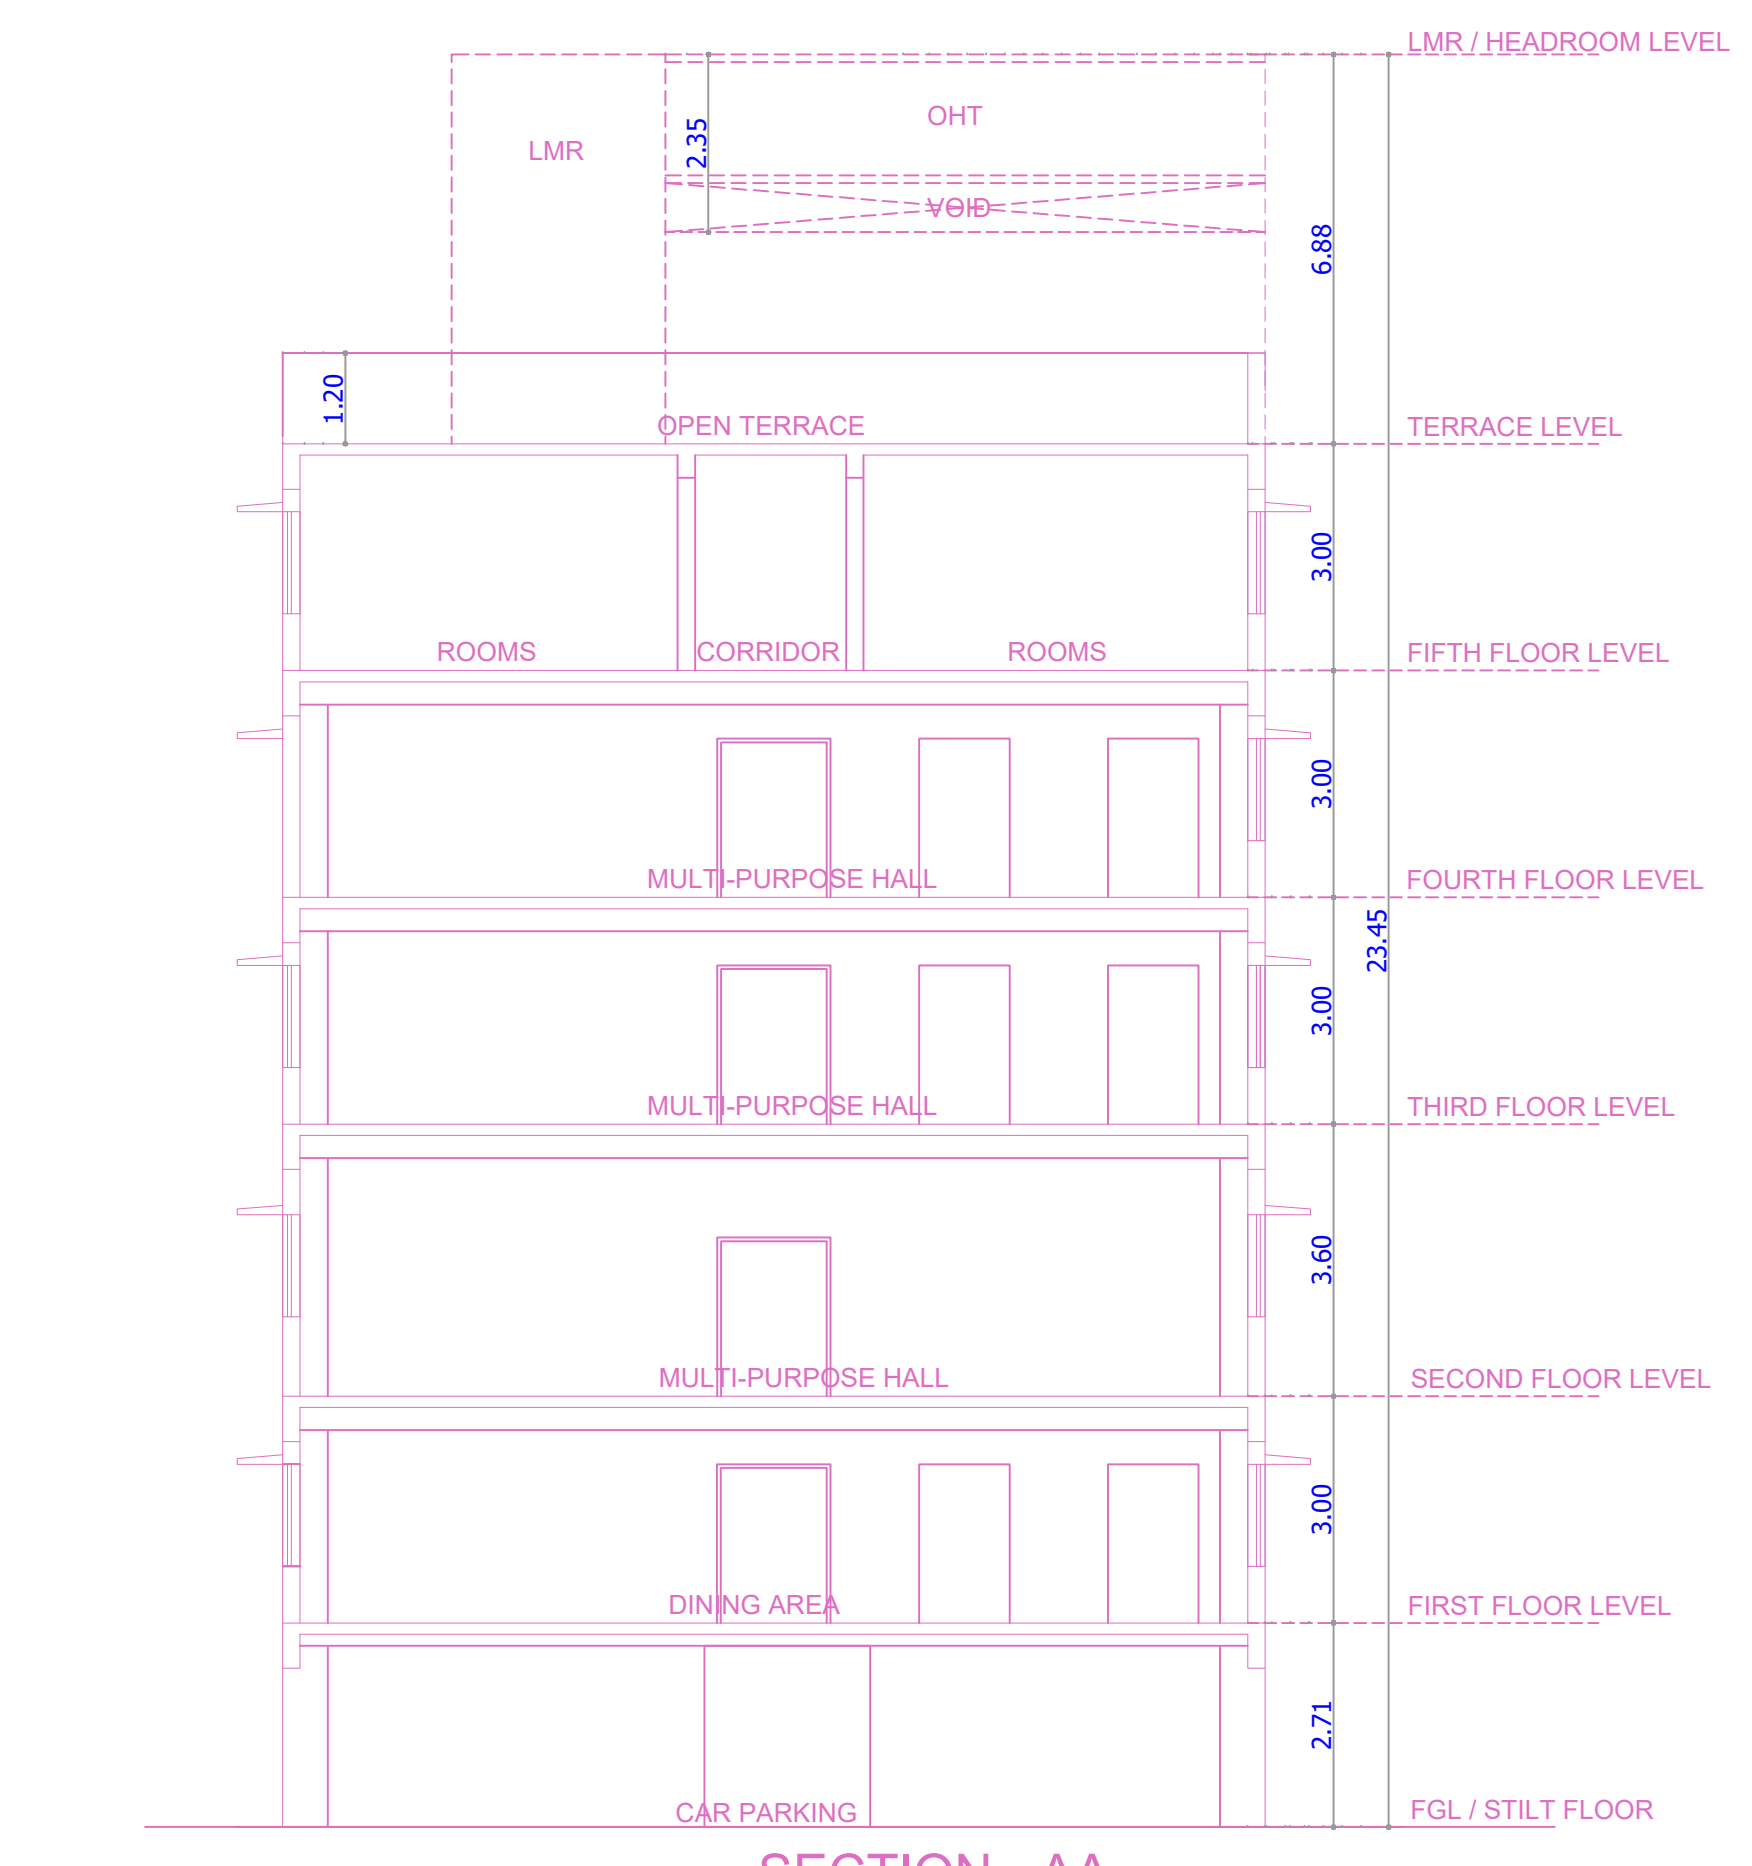 LMR / HEADROOM LEVEL
OHT
LMR
2.35
VOID
6.88
1.20
OPEN TERRACE
TERRACE LEVEL
3.00
ROOMS
CORRIDOR
ROOMS
FIFTH FLOOR LEVEL
3.00
MULTI-PURPOSE HALL
FOURTH FLOOR LEVEL
23.45
3.00
MULTI-PURPOSE HALL
THIRD FLOOR LEVEL
3.60
MULTI-PURPOSE HALL
SECOND FLOOR LEVEL
3.00
DINING AREA
FIRST FLOOR LEVEL
2.71
CAR PARKING
FGL / STILT FLOOR
SECTION - AA